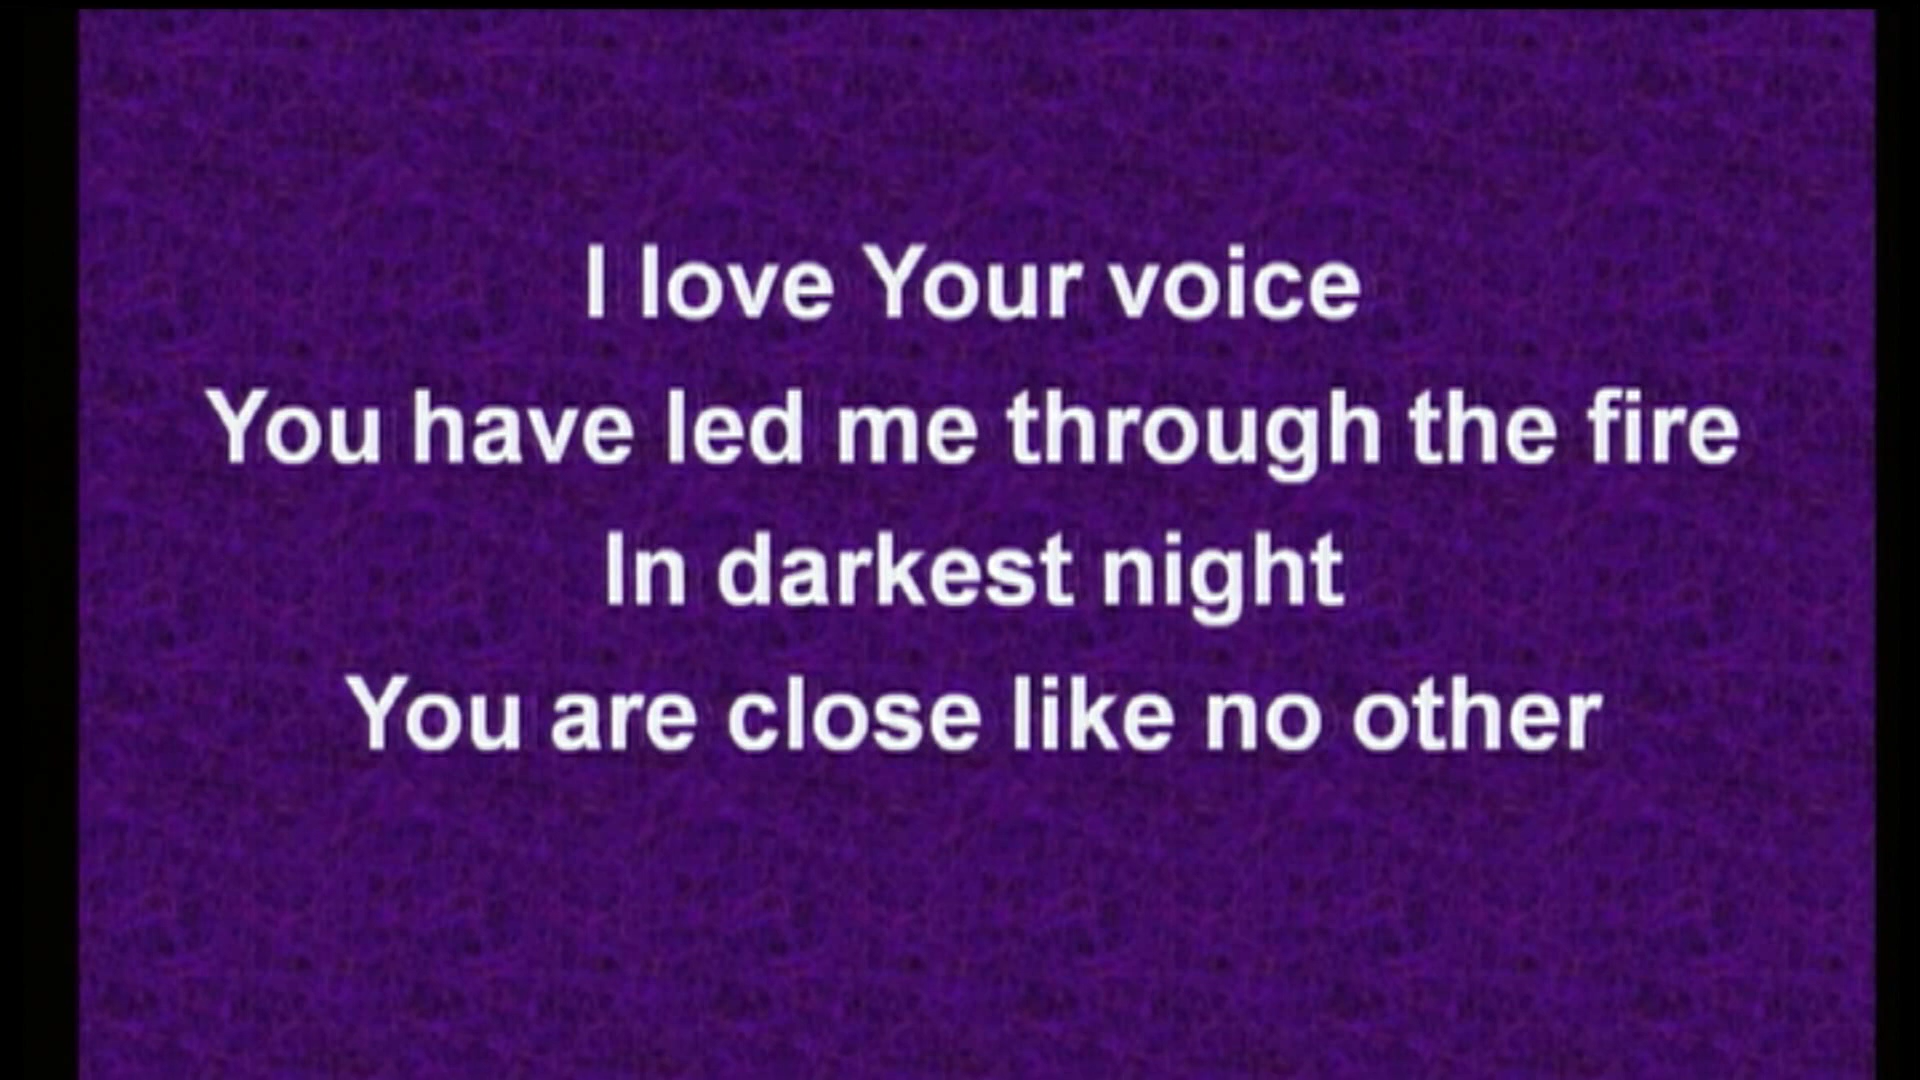 I love Your voice
You have led me through the fire
In darkest night
You are close like no other